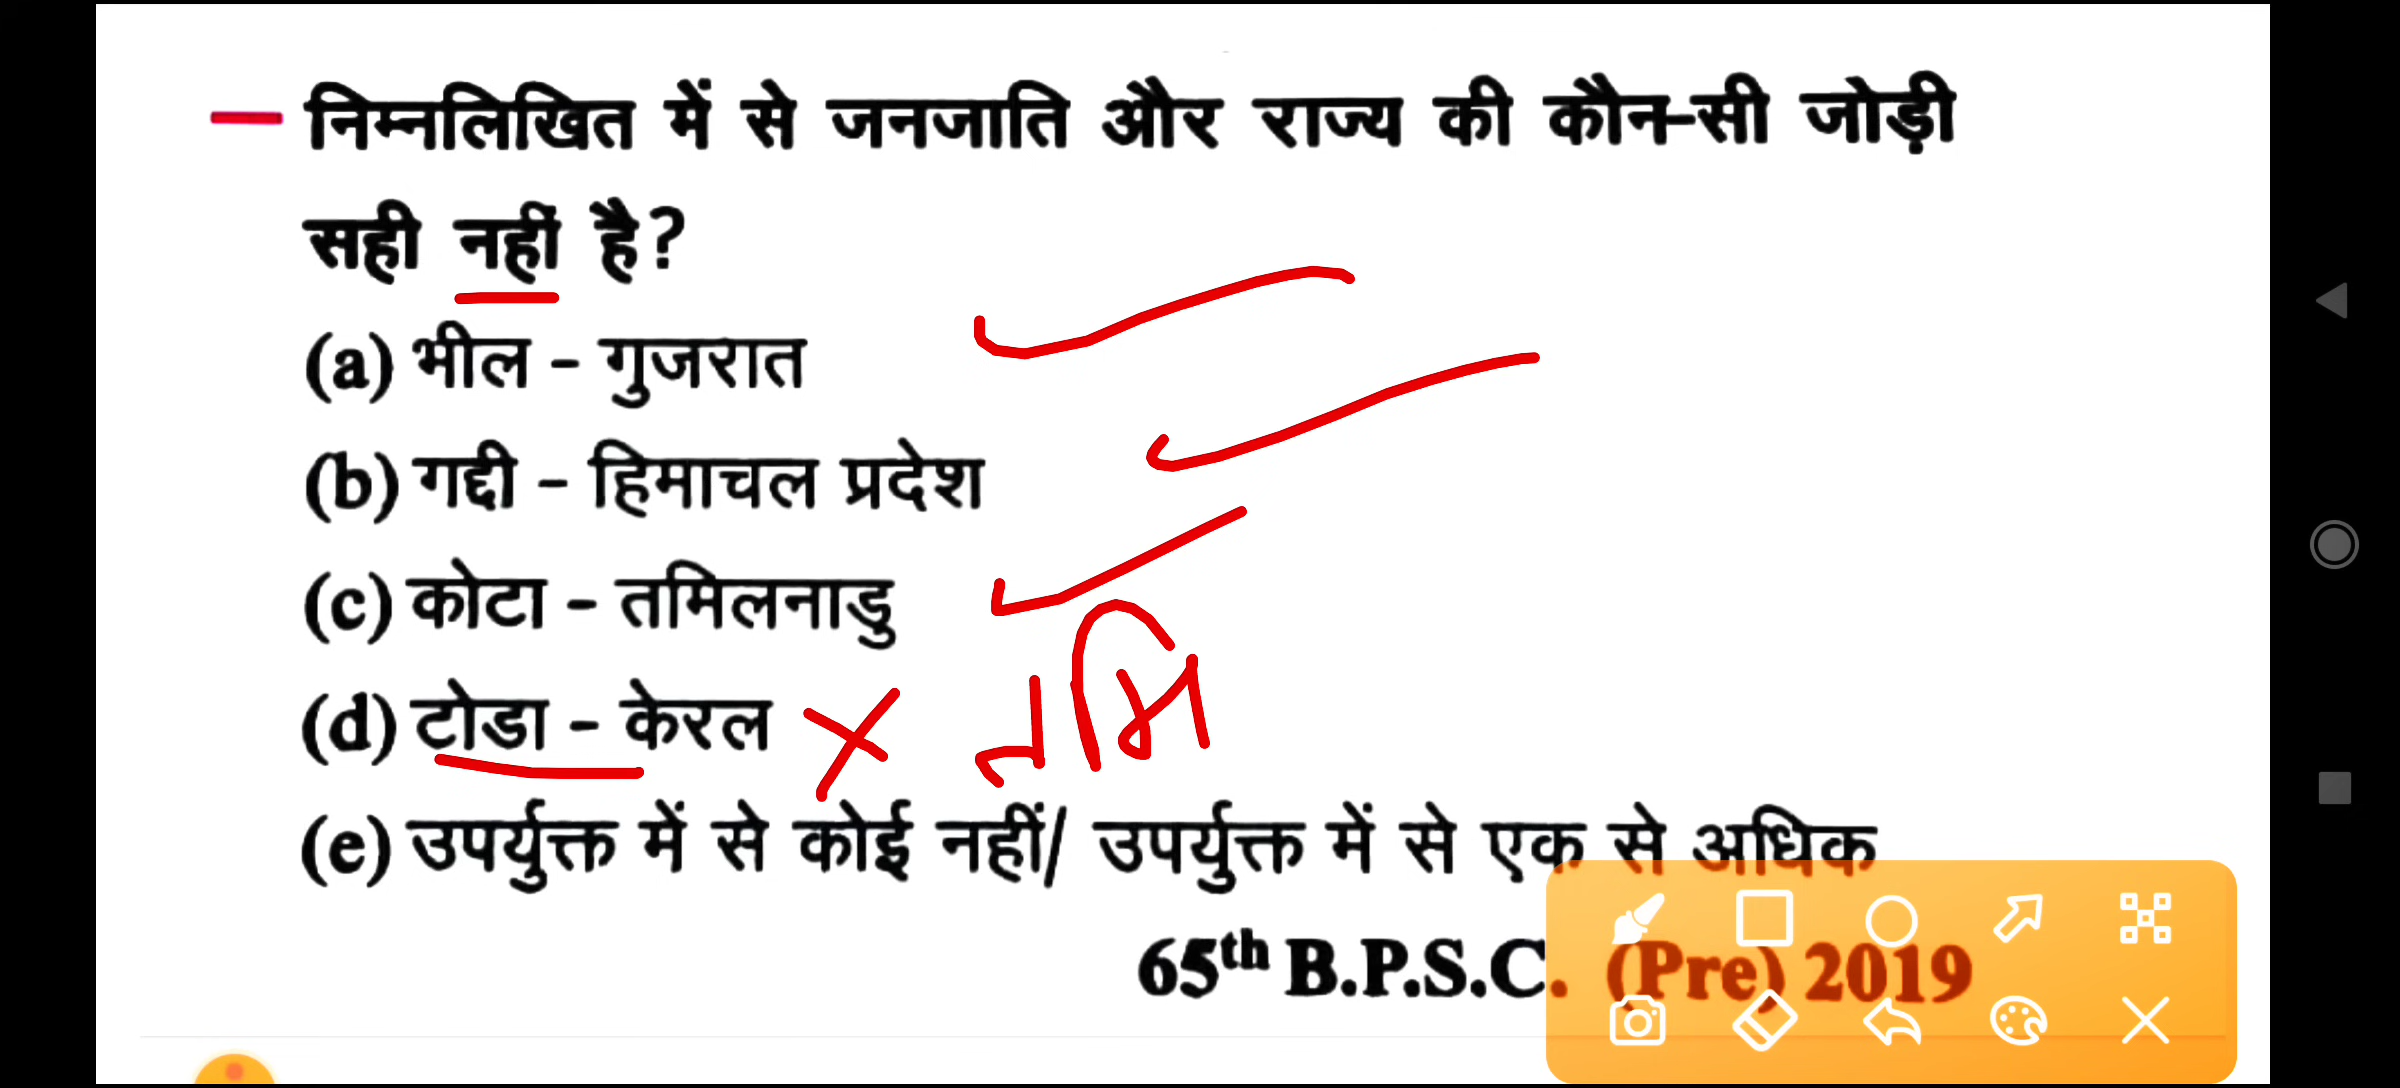 निम्नलिखित में से जनजाति और राज्य की कौन-सी जोड़ी
सही नहीं है?
(a) भील - गुजरात
(b) गद्दी - हिमाचल प्रदेश
(c) कोटा - तमिलनाडु
(d) टोडा - केरल
तमि
(e) उपर्युक्त में से कोई नहीं/ उपर्युक्त में से एक से अधिक
65th B.P.S.C. (Pre) 2019